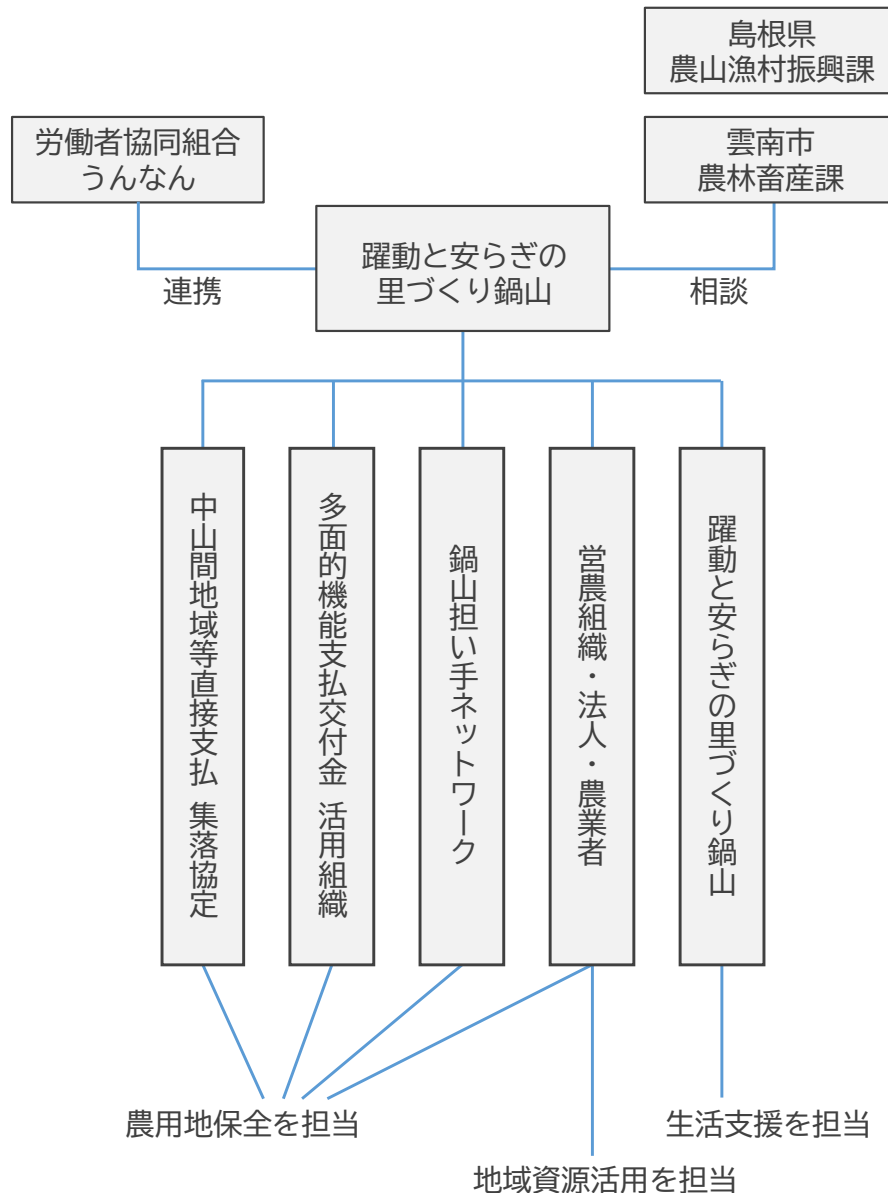 島根県
農山漁村振興課
労働者協同組合
うんなん
雲南市
農林畜産課
躍動と安らぎの
里づくり鍋山
連携
相談
中山間地域等直接支払 集落協定
多面的機能支払交付金 活用組織
鍋山担い手ネットワーク
営農組織・法人・農業者
躍動と安らぎの里づくり鍋山
農用地保全を担当
生活支援を担当
地域資源活用を担当